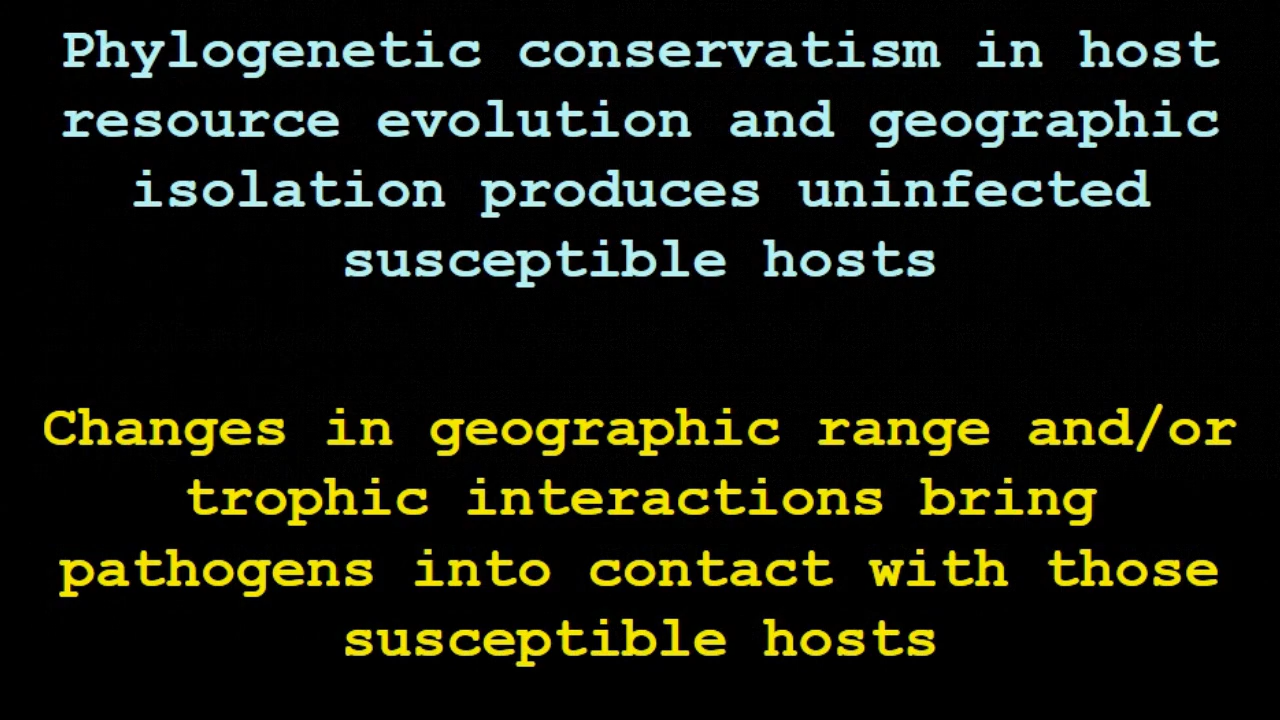 Phylogenetic conservatism in host
resource evolution and geographic
isolation produces uninfected
susceptible hosts
Changes in geographic range and/or
trophic interactions bring
pathogens into contact with those
susceptible hosts